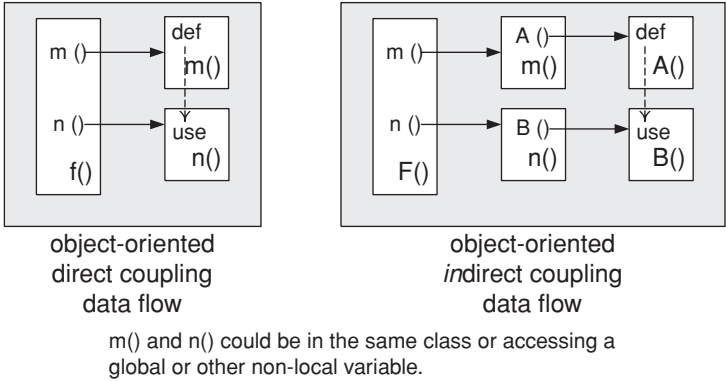 m ()
def
m()
n ()
use
n()
f()
object-oriented
direct coupling
data flow
m ()
A ()
m()
def
A()
n ()
B ()
n()
use
B()
F()
object-oriented
indirect coupling
data flow
m() and n() could be in the same class or accessing a
global or other non-local variable.